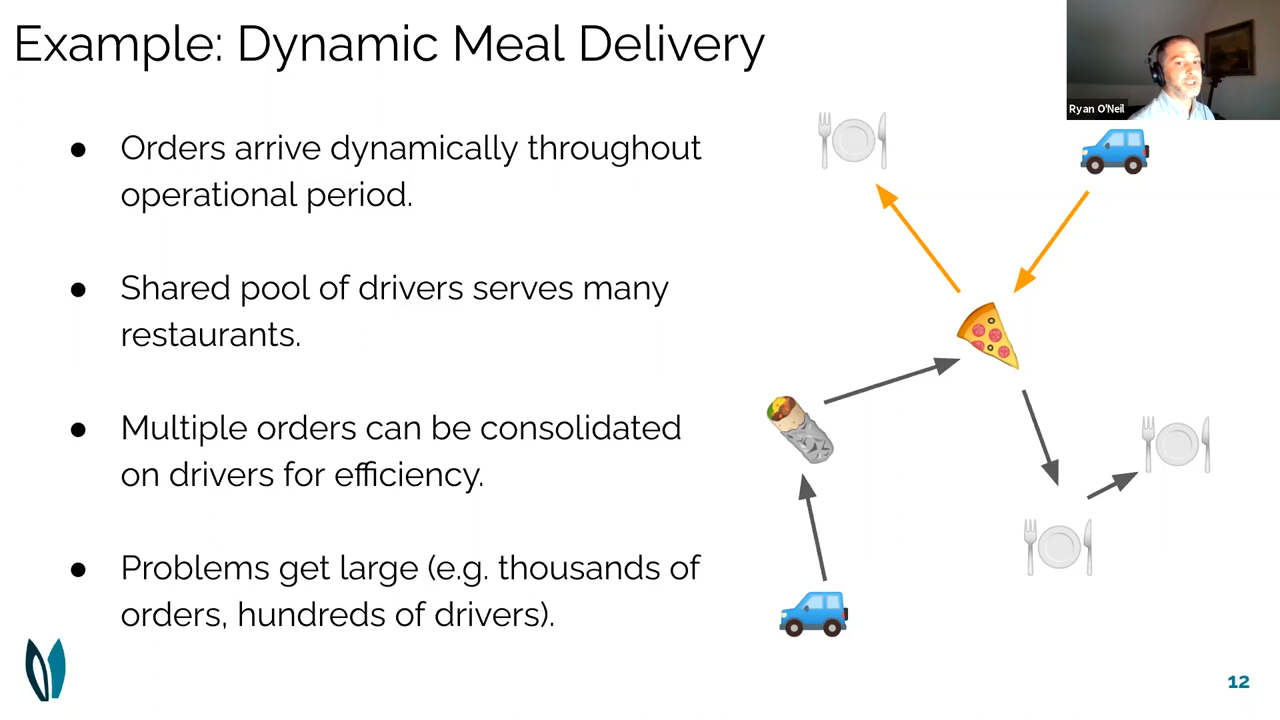 Example: Dynamic Meal Delivery
Ryan O'Neil
● Orders arrive dynamically throughout
operational period.
● Shared pool of drivers serves many
restaurants.
● Multiple orders can be consolidated
on drivers for efficiency.
● Problems get large (e.g. thousands of
orders, hundreds of drivers).
12